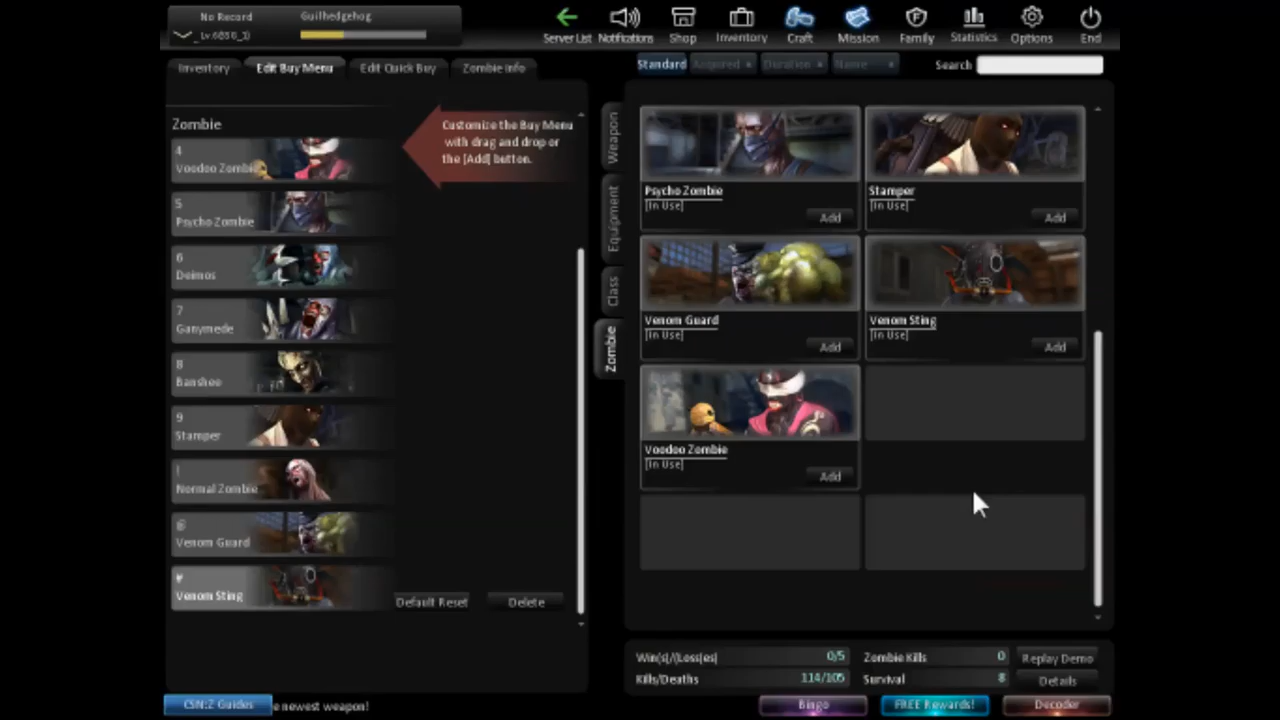 No Record
Guilhedgehog
Server List
Notifications
Shop
Inventory
Craft
Mission
Family
Statistics
Options
End
Inventory
Edit Buy Menu
Edit Quick Buy
Zombie Info
Standard
Acquired
Duration
Name
Search
Zombie
Customize the Buy Menu
with drag and drop or
the [Add] button.
4
Voodoo Zombie
5
Psycho Zombie
6
Deimos
7
Ganymede
8
Banshee
9
Stamper
!
Normal Zombie
@
Venom Guard
#
Venom Sting
Default Reset
Delete
Weapon
Equipment
Class
Zombie
Psycho Zombie
[In Use]
Add
Stamper
[In Use]
Add
Venom Guard
[In Use]
Add
Venom Sting
[In Use]
Add
Voodoo Zombie
[In Use]
Add
Win(s)/(Loss(es) 0/5
Zombie Kills 0
Replay Demo
Kills/Deaths 114/105
Survival 8
Details
CSN:Z Guides
e newest weapon!
Bingo
FREE Rewards!
Decoder